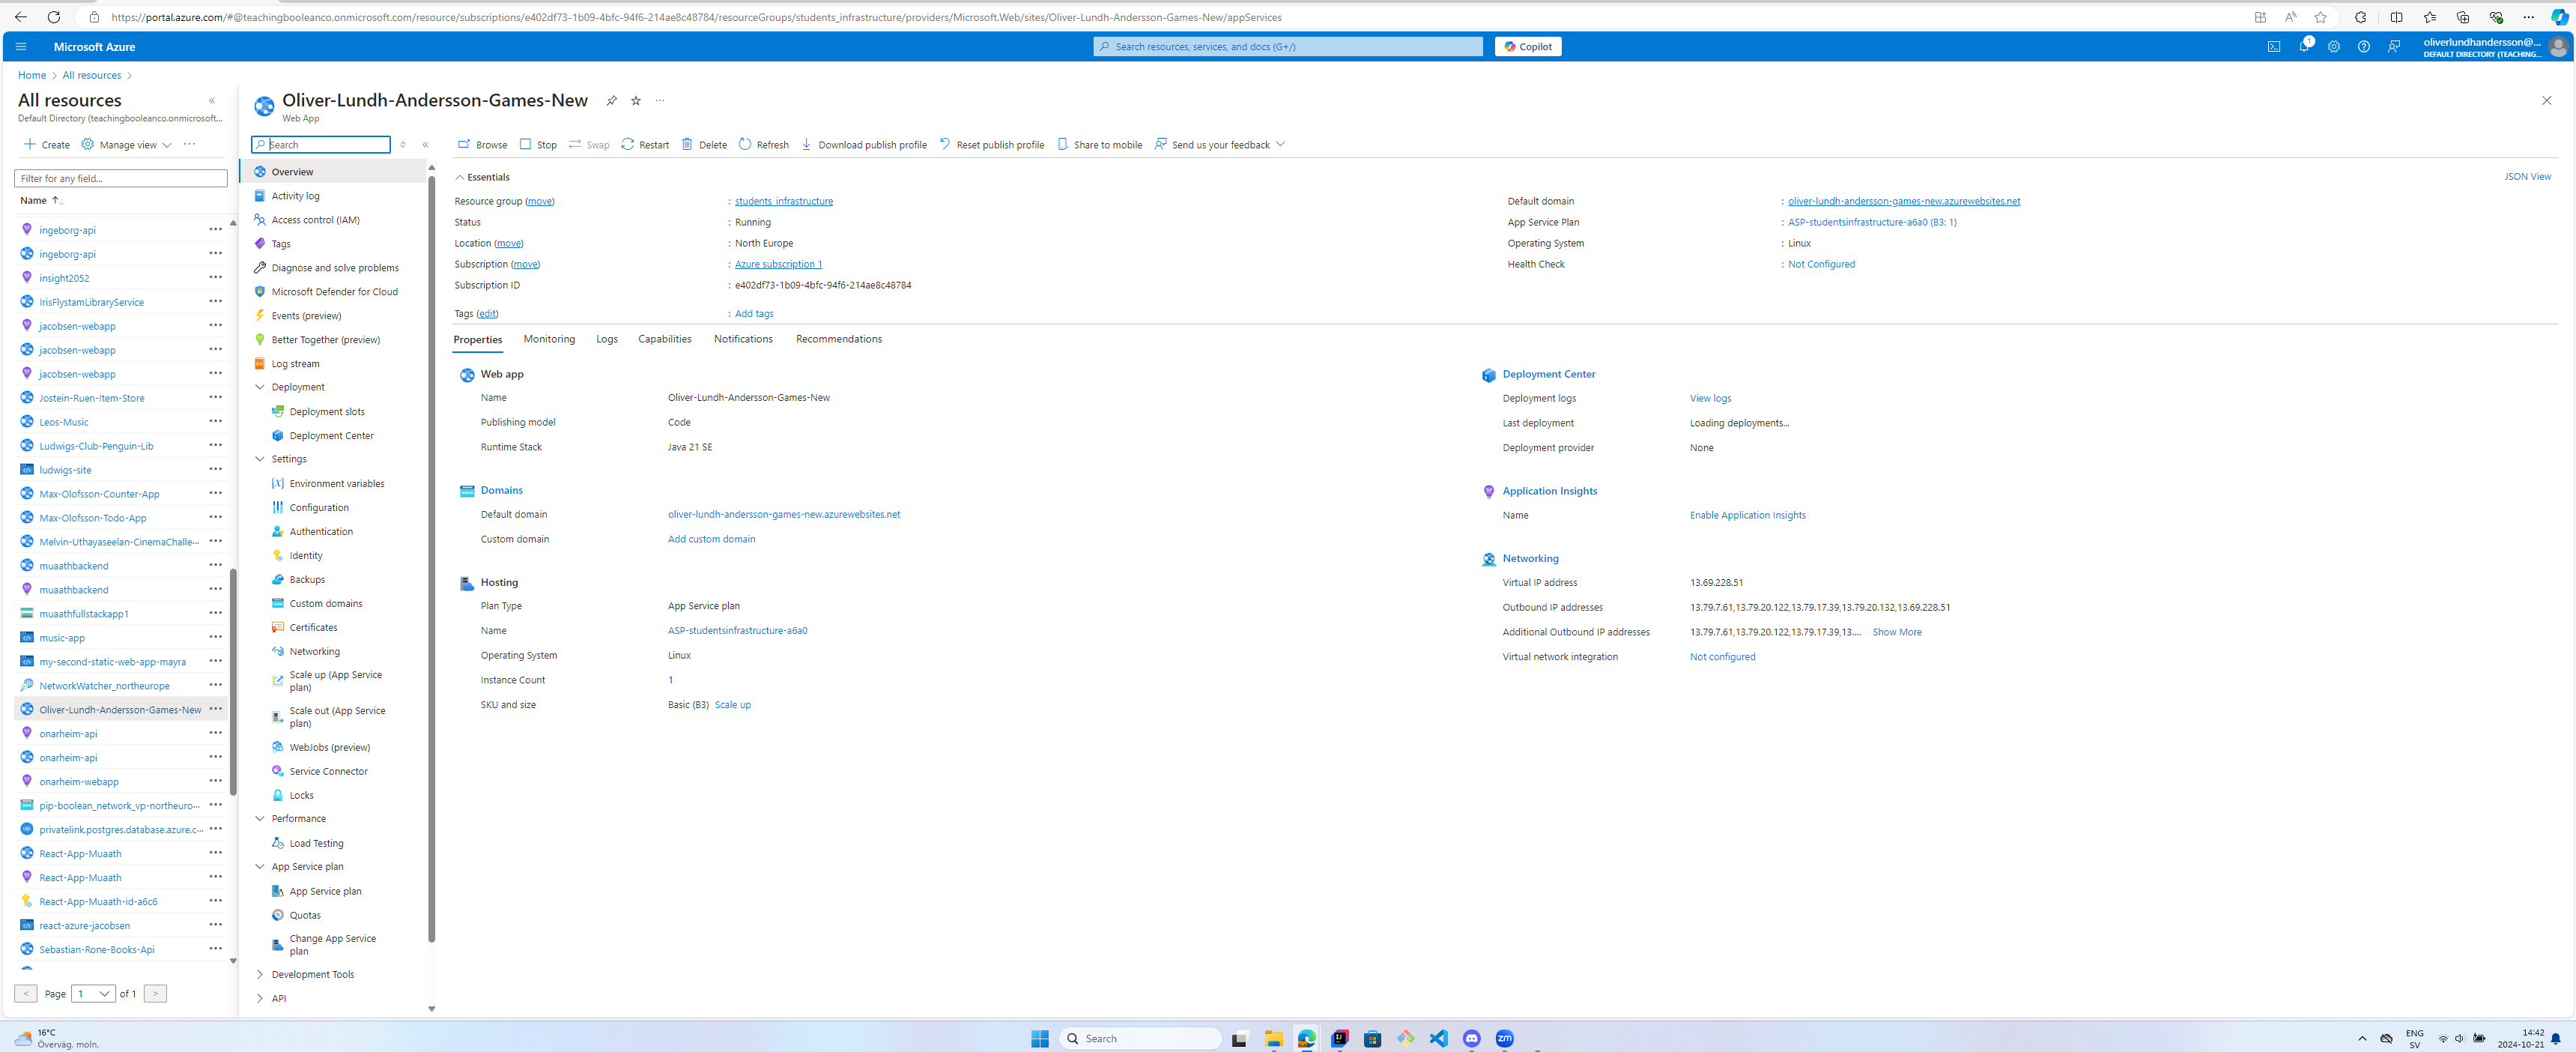 https://portal.azure.com/#@teachingbooleanco.onmicrosoft.com/resource/subscriptions/e402df73-1b09-4bfc-94f6-214ae8c48784/resourceGroups/students_infrastructure/providers/Microsoft.Web/sites/Oliver-Lundh-Andersson-Games-New/appServices
Microsoft Azure
Search resources, services, and docs (G+/)
Copilot
1
oliverlundhandersson@...
DEFAULT DIRECTORY (TEACHING...
Home > All resources >
All resources
Default Directory (teachingbooleanco.onmicrosoft...
Create
Manage view
Filter for any field...
Name
ingeborg-api
ingeborg-api
insight2052
IrisFlystamLibraryService
jacobsen-webapp
jacobsen-webapp
jacobsen-webapp
Jostein-Ruen-Item-Store
Leos-Music
Ludwigs-Club-Penguin-Lib
ludwigs-site
Max-Olofsson-Counter-App
Max-Olofsson-Todo-App
Melvin-Uthayaseelan-CinemaChalle...
muaathbackend
muaathbackend
muaathfullstackapp1
music-app
my-second-static-web-app-mayra
NetworkWatcher_northeurope
Oliver-Lundh-Andersson-Games-New
onarheim-api
onarheim-api
onarheim-webapp
pip-boolean_network_vp-northeuro...
privatelink.postgres.database.azure.c...
React-App-Muaath
React-App-Muaath
React-App-Muaath-id-a6c6
react-azure-jacobsen
Sebastian-Rone-Books-Api
< Page 1 of 1 >
Oliver-Lundh-Andersson-Games-New
Web App
Search
Overview
Activity log
Access control (IAM)
Tags
Diagnose and solve problems
Microsoft Defender for Cloud
Events (preview)
Better Together (preview)
Log stream
Deployment
Deployment slots
Deployment Center
Settings
Environment variables
Configuration
Authentication
Identity
Backups
Custom domains
Certificates
Networking
Scale up (App Service
plan)
Scale out (App Service
plan)
WebJobs (preview)
Service Connector
Locks
Performance
Load Testing
App Service plan
App Service plan
Quotas
Change App Service
plan
Development Tools
API
Browse Stop Swap Restart Delete Refresh Download publish profile Reset publish profile Share to mobile Send us your feedback
Essentials
JSON View
Resource group (move) : students_infrastructure
Status : Running
Location (move) : North Europe
Subscription (move) : Azure subscription 1
Subscription ID : e402df73-1b09-4bfc-94f6-214ae8c48784
Tags (edit) : Add tags
Default domain : oliver-lundh-andersson-games-new.azurewebsites.net
App Service Plan : ASP-studentsinfrastructure-a6a0 (B3: 1)
Operating System : Linux
Health Check : Not Configured
Properties Monitoring Logs Capabilities Notifications Recommendations
Web app
Name Oliver-Lundh-Andersson-Games-New
Publishing model Code
Runtime Stack Java 21 SE
Domains
Default domain oliver-lundh-andersson-games-new.azurewebsites.net
Custom domain Add custom domain
Hosting
Plan Type App Service plan
Name ASP-studentsinfrastructure-a6a0
Operating System Linux
Instance Count 1
SKU and size Basic (B3) Scale up
Deployment Center
Deployment logs View logs
Last deployment Loading deployments...
Deployment provider None
Application Insights
Name Enable Application Insights
Networking
Virtual IP address 13.69.228.51
Outbound IP addresses 13.79.7.61,13.79.20.122,13.79.17.39,13.79.20.132,13.69.228.51
Additional Outbound IP addresses 13.79.7.61,13.79.20.122,13.79.17.39,13.... Show More
Virtual network integration Not configured
16°C
Överväg. moln.
Search
zm
ENG
SV
14:42
2024-10-21